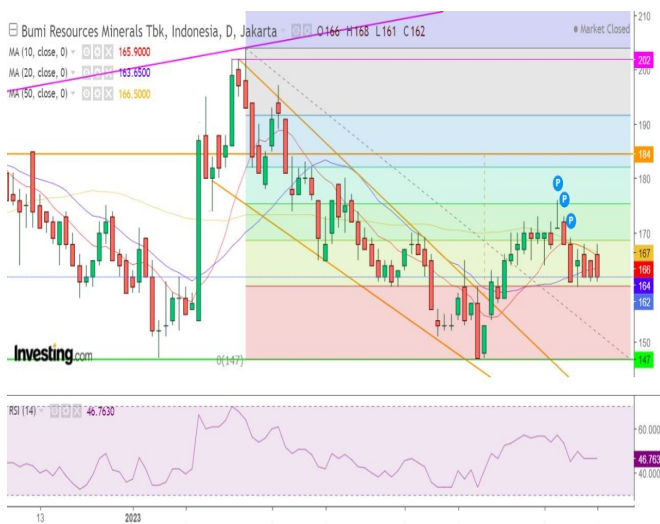 Bumi Resources Minerals Tbk, Indonesia, D, Jakarta O166 H168 L161 C162
Market Closed
MA (10, close, 0) 165.9000
MA (20, close, 0) 163.6500
MA (50, close, 0) 166.5000
210
202
200
190
184
180
170
167
166
164
162
150
147
P
P
P
0(147)
Investing.com
RSI (14) 46.7630
60.000
46.763
40.000
13
2023